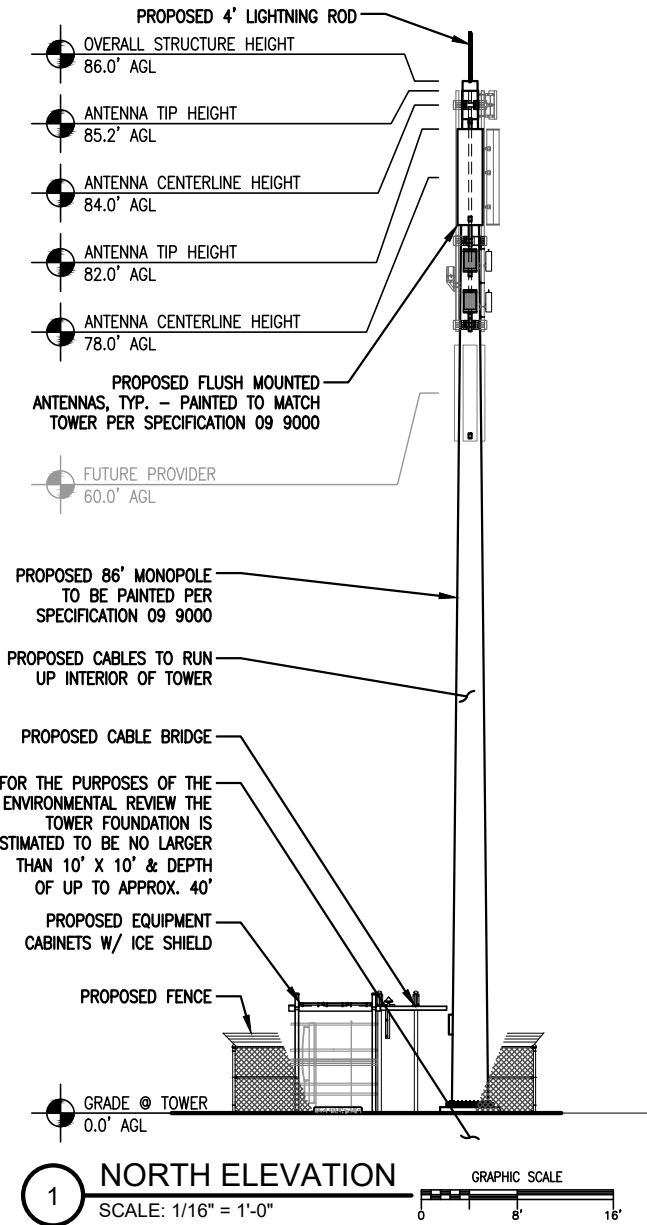 PROPOSED 4' LIGHTNING ROD
OVERALL STRUCTURE HEIGHT
86.0' AGL
ANTENNA TIP HEIGHT
85.2' AGL
ANTENNA CENTERLINE HEIGHT
84.0' AGL
ANTENNA TIP HEIGHT
82.0' AGL
ANTENNA CENTERLINE HEIGHT
78.0' AGL
PROPOSED FLUSH MOUNTED
ANTENNAS, TYP. – PAINTED TO MATCH
TOWER PER SPECIFICATION 09 9000
FUTURE PROVIDER
60.0' AGL
PROPOSED 86' MONOPOLE
TO BE PAINTED PER
SPECIFICATION 09 9000
PROPOSED CABLES TO RUN
UP INTERIOR OF TOWER
PROPOSED CABLE BRIDGE
FOR THE PURPOSES OF THE
ENVIRONMENTAL REVIEW THE
TOWER FOUNDATION IS
STIMATED TO BE NO LARGER
THAN 10' X 10' & DEPTH
OF UP TO APPROX. 40'
PROPOSED EQUIPMENT
CABINETS W/ ICE SHIELD
PROPOSED FENCE
GRADE @ TOWER
0.0' AGL
1
NORTH ELEVATION
SCALE: 1/16" = 1'-0"
GRAPHIC SCALE
0 8' 16'